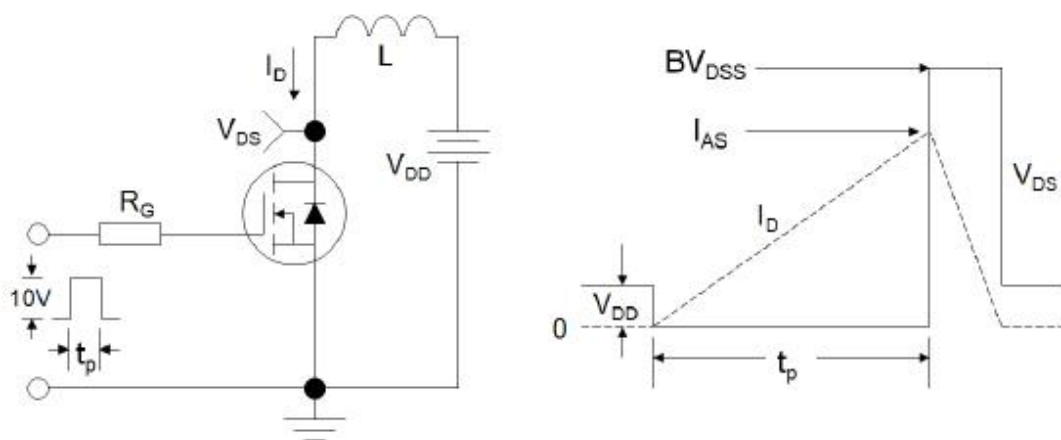 L
I_D
V_DS
V_DD
R_G
10V
t_p
BV_DSS
I_AS
V_DS
I_D
V_DD
0
t_p